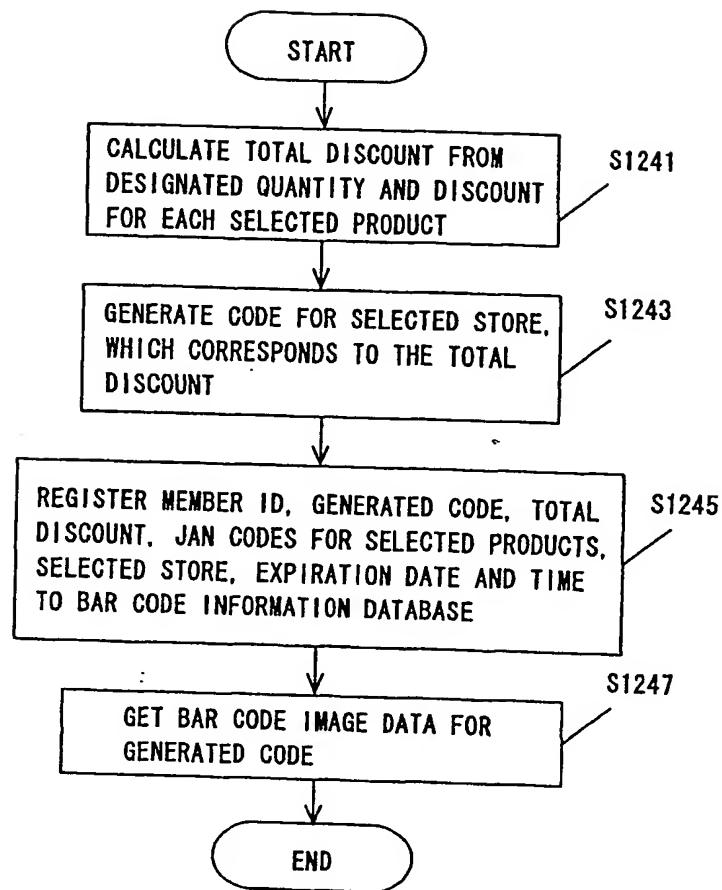 START
CALCULATE TOTAL DISCOUNT FROM
DESIGNATED QUANTITY AND DISCOUNT
FOR EACH SELECTED PRODUCT
S1241
GENERATE CODE FOR SELECTED STORE,
WHICH CORRESPONDS TO THE TOTAL
DISCOUNT
S1243
REGISTER MEMBER ID, GENERATED CODE, TOTAL
DISCOUNT, JAN CODES FOR SELECTED PRODUCTS,
SELECTED STORE, EXPIRATION DATE AND TIME
TO BAR CODE INFORMATION DATABASE
S1245
GET BAR CODE IMAGE DATA FOR
GENERATED CODE
S1247
END